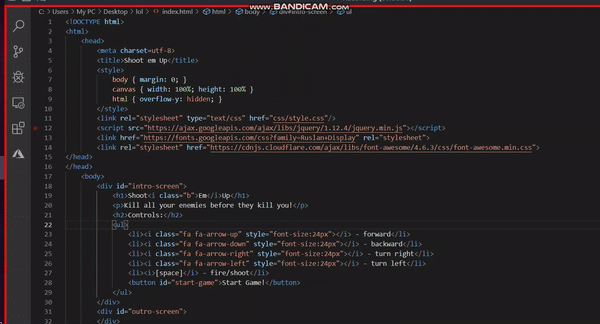 WWW.BANDICAM.COM
C: > Users > My PC > Desktop > lol > index.html > html > body > div#intro-screen > ul
1 <!DOCTYPE html>
2 <html>
3 <head>
4 <meta charset=utf-8>
5 <title>Shoot em Up</title>
6 <style>
7 body { margin: 0; }
8 canvas { width: 100%; height: 100% }
9 html { overflow-y: hidden; }
10 </style>
11 <link rel="stylesheet" type="text/css" href="css/style.css"/>
12 <script src="https://ajax.googleapis.com/ajax/libs/jquery/1.12.4/jquery.min.js"></script>
13 <link href="https://fonts.googleapis.com/css?family=Ruslan+Display" rel="stylesheet">
14 <link rel="stylesheet" href="https://cdnjs.cloudflare.com/ajax/libs/font-awesome/4.6.3/css/font-awesome.min.css">
15 </head>
16 </head>
17 <body>
18 <div id="intro-screen">
19 <h1>Shoot<i class="b">Em</i>Up</h1>
20 <p>Kill all your enemies before they kill you!</p>
21 <h2>Controls:</h2>
22 <ul>
23 <li><i class="fa fa-arrow-up" style="font-size:24px"></i> - forward</li>
24 <li><i class="fa fa-arrow-down" style="font-size:24px"></i> - backward</li>
25 <li><i class="fa fa-arrow-right" style="font-size:24px"></i> - turn right</li>
26 <li><i class="fa fa-arrow-left" style="font-size:24px"></i> - turn left</li>
27 <li><i>[space]</i> - fire/shoot</li>
28 <button id="start-game">Start Game!</button>
29 </ul>
30 </div>
31 <div id="outro-screen">
32 </div>